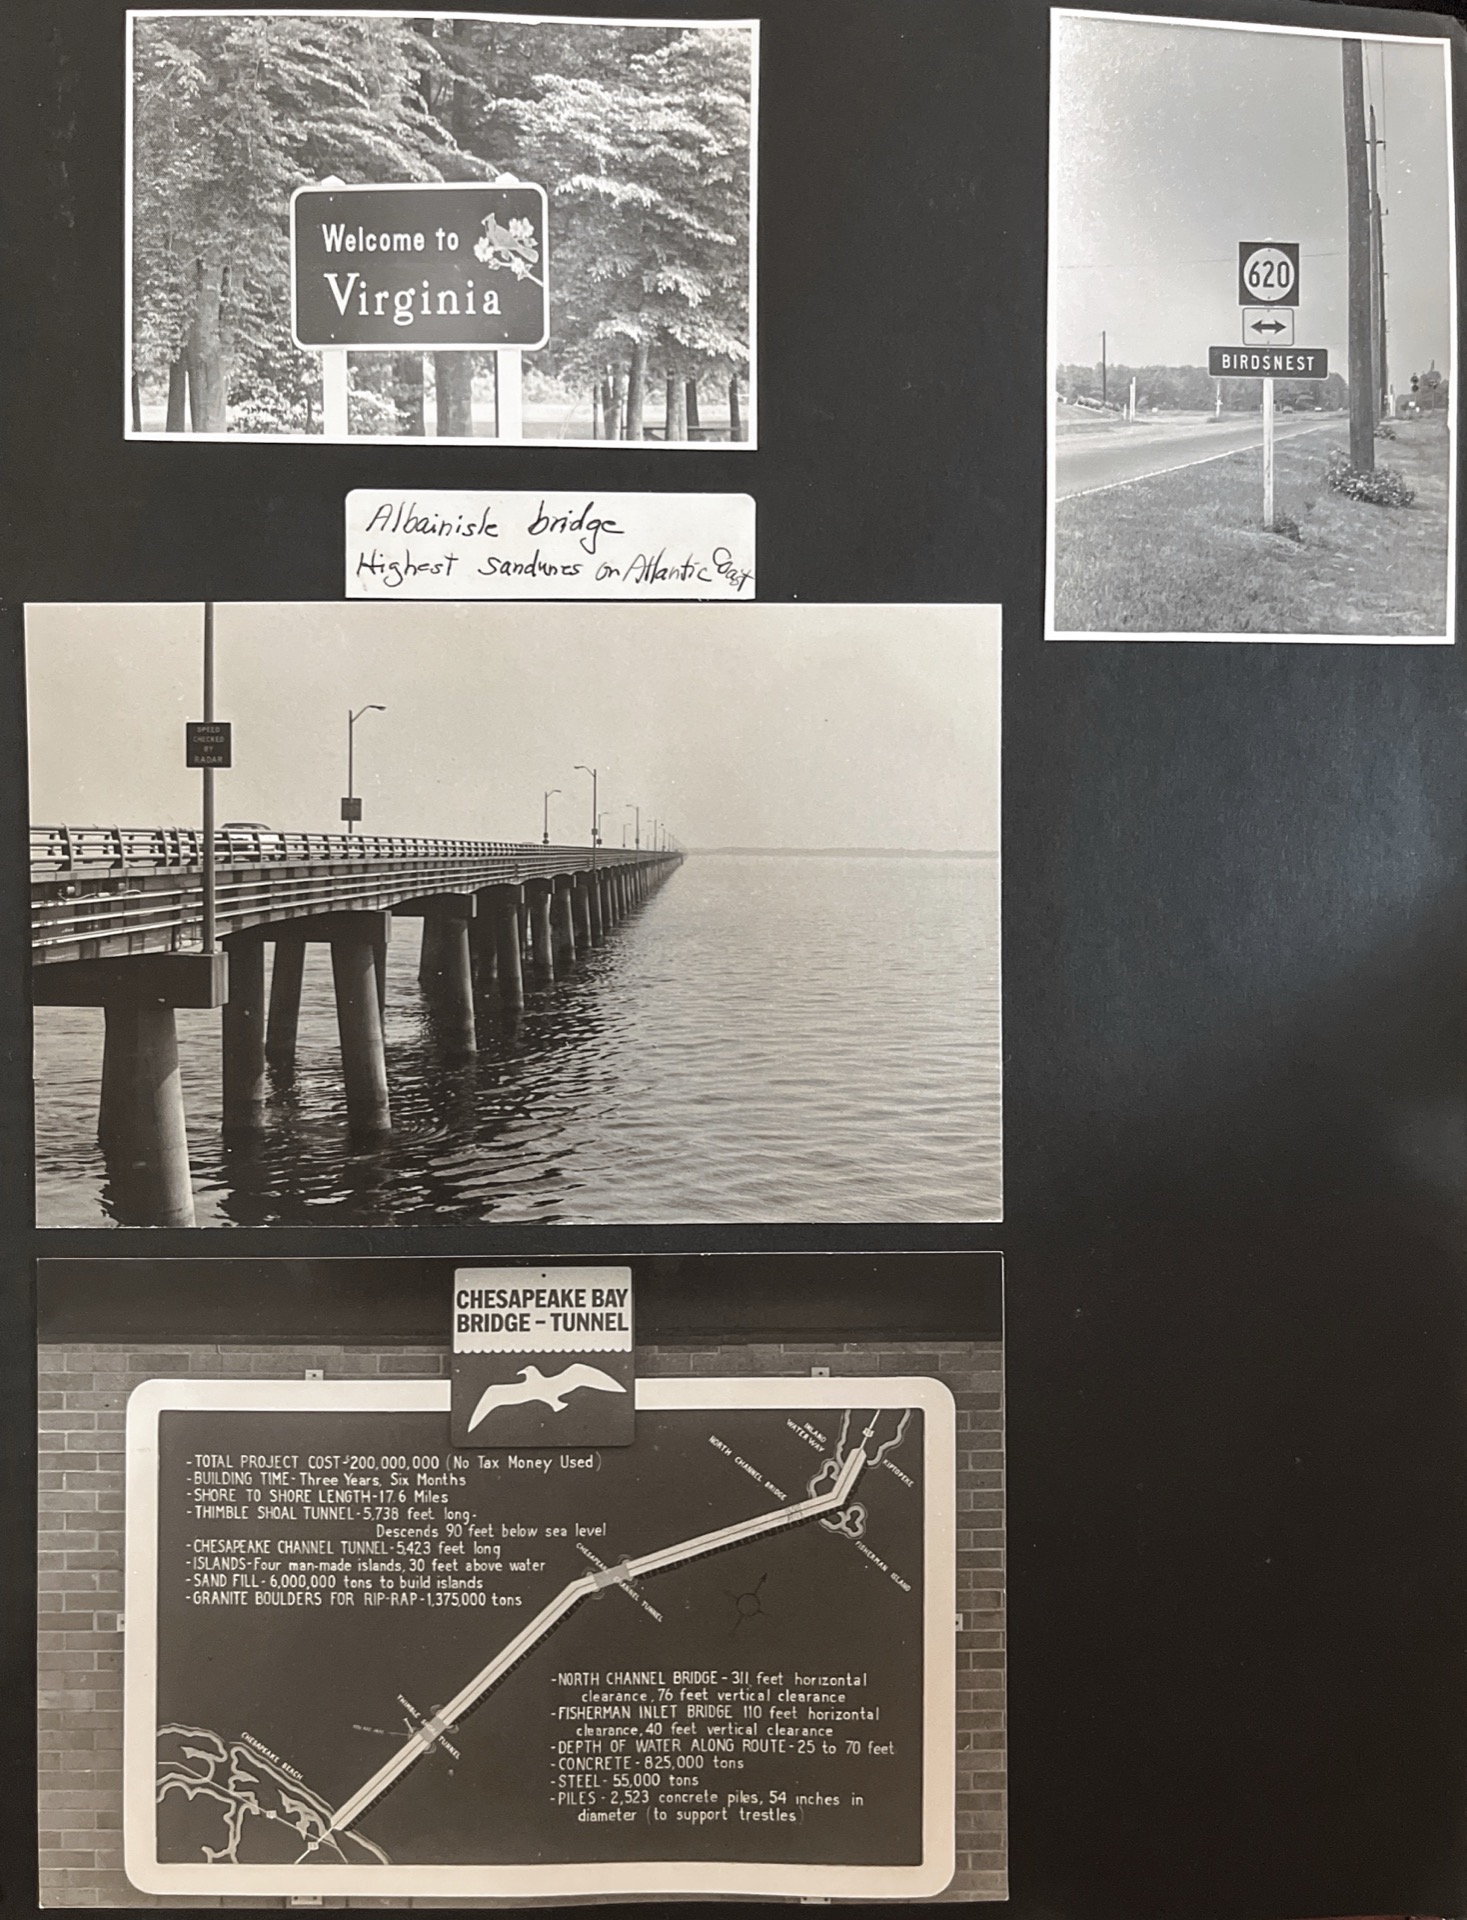 Welcome to
Virginia
620
BIRDSNEST
Albainisle bridge
Highest Sandunes on Atlantic Coast
SPEED
CHECKED
BY
RADAR
CHESAPEAKE BAY
BRIDGE - TUNNEL
- TOTAL PROJECT COST-$200,000,000 (No Tax Money Used)
- BUILDING TIME - Three Years, Six Months
- SHORE TO SHORE LENGTH - 17.6 Miles
- THIMBLE SHOAL TUNNEL - 5,738 feet long-
Descends 90 feet below sea level
- CHESAPEAKE CHANNEL TUNNEL - 5,423 feet long
- ISLANDS - Four man-made islands, 30 feet above water
- SAND FILL - 6,000,000 tons to build islands
- GRANITE BOULDERS FOR RIP-RAP - 1,375,000 tons
INLAND
WATERWAY
NORTH CHANNEL BRIDGE
KIPTOPEKE
FISHERMAN ISLAND
CHESAPEAKE CHANNEL TUNNEL
THIMBLE SHOAL TUNNEL
CHESAPEAKE BEACH
- NORTH CHANNEL BRIDGE - 311 feet horizontal
clearance, 76 feet vertical clearance
- FISHERMAN INLET BRIDGE 110 feet horizontal
clearance, 40 feet vertical clearance
- DEPTH OF WATER ALONG ROUTE - 25 to 70 feet
- CONCRETE - 825,000 tons
- STEEL - 55,000 tons
- PILES - 2,523 concrete piles, 54 inches in
diameter (to support trestles)